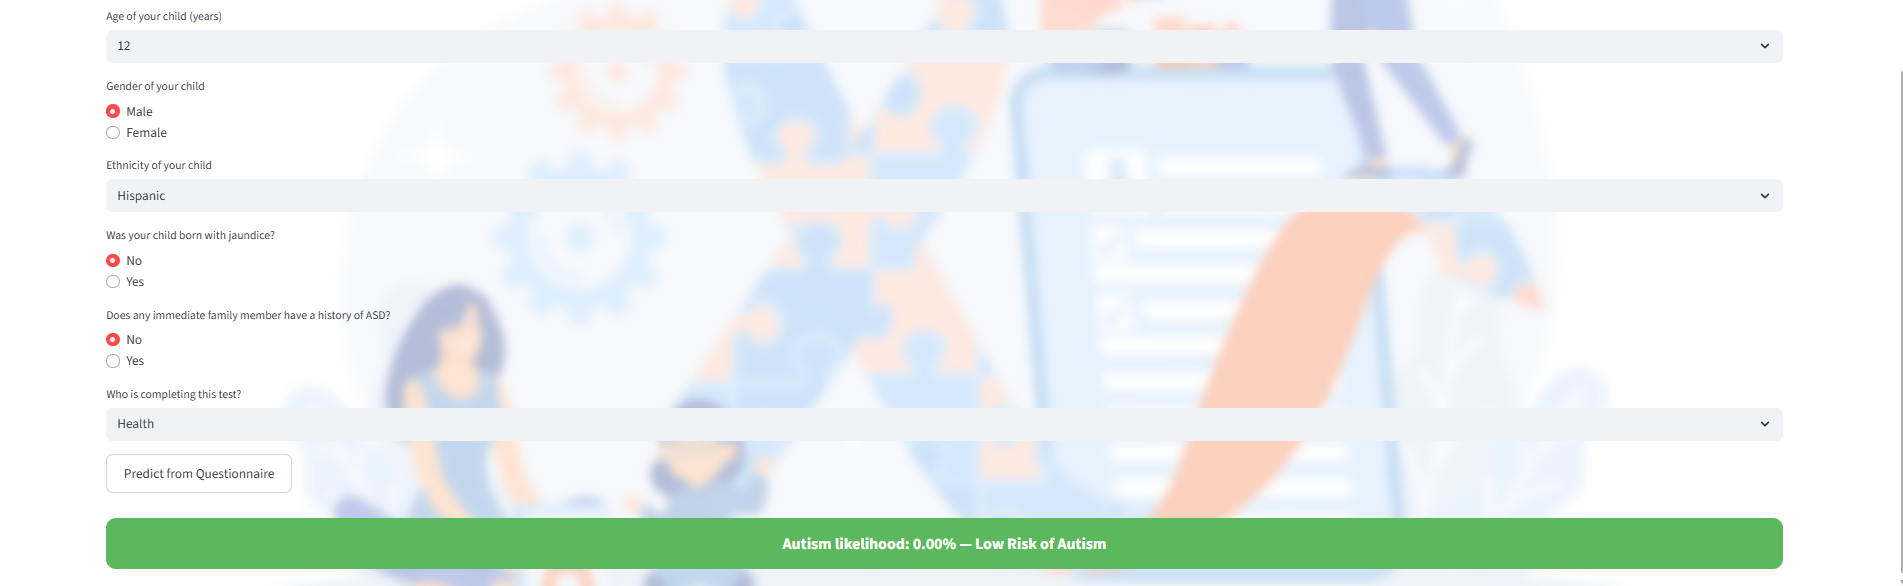 Age of your child (years)
12
Gender of your child
Male
Female
Ethnicity of your child
Hispanic
Was your child born with jaundice?
No
Yes
Does any immediate family member have a history of ASD?
No
Yes
Who is completing this test?
Health
Predict from Questionnaire
Autism likelihood: 0.00% — Low Risk of Autism